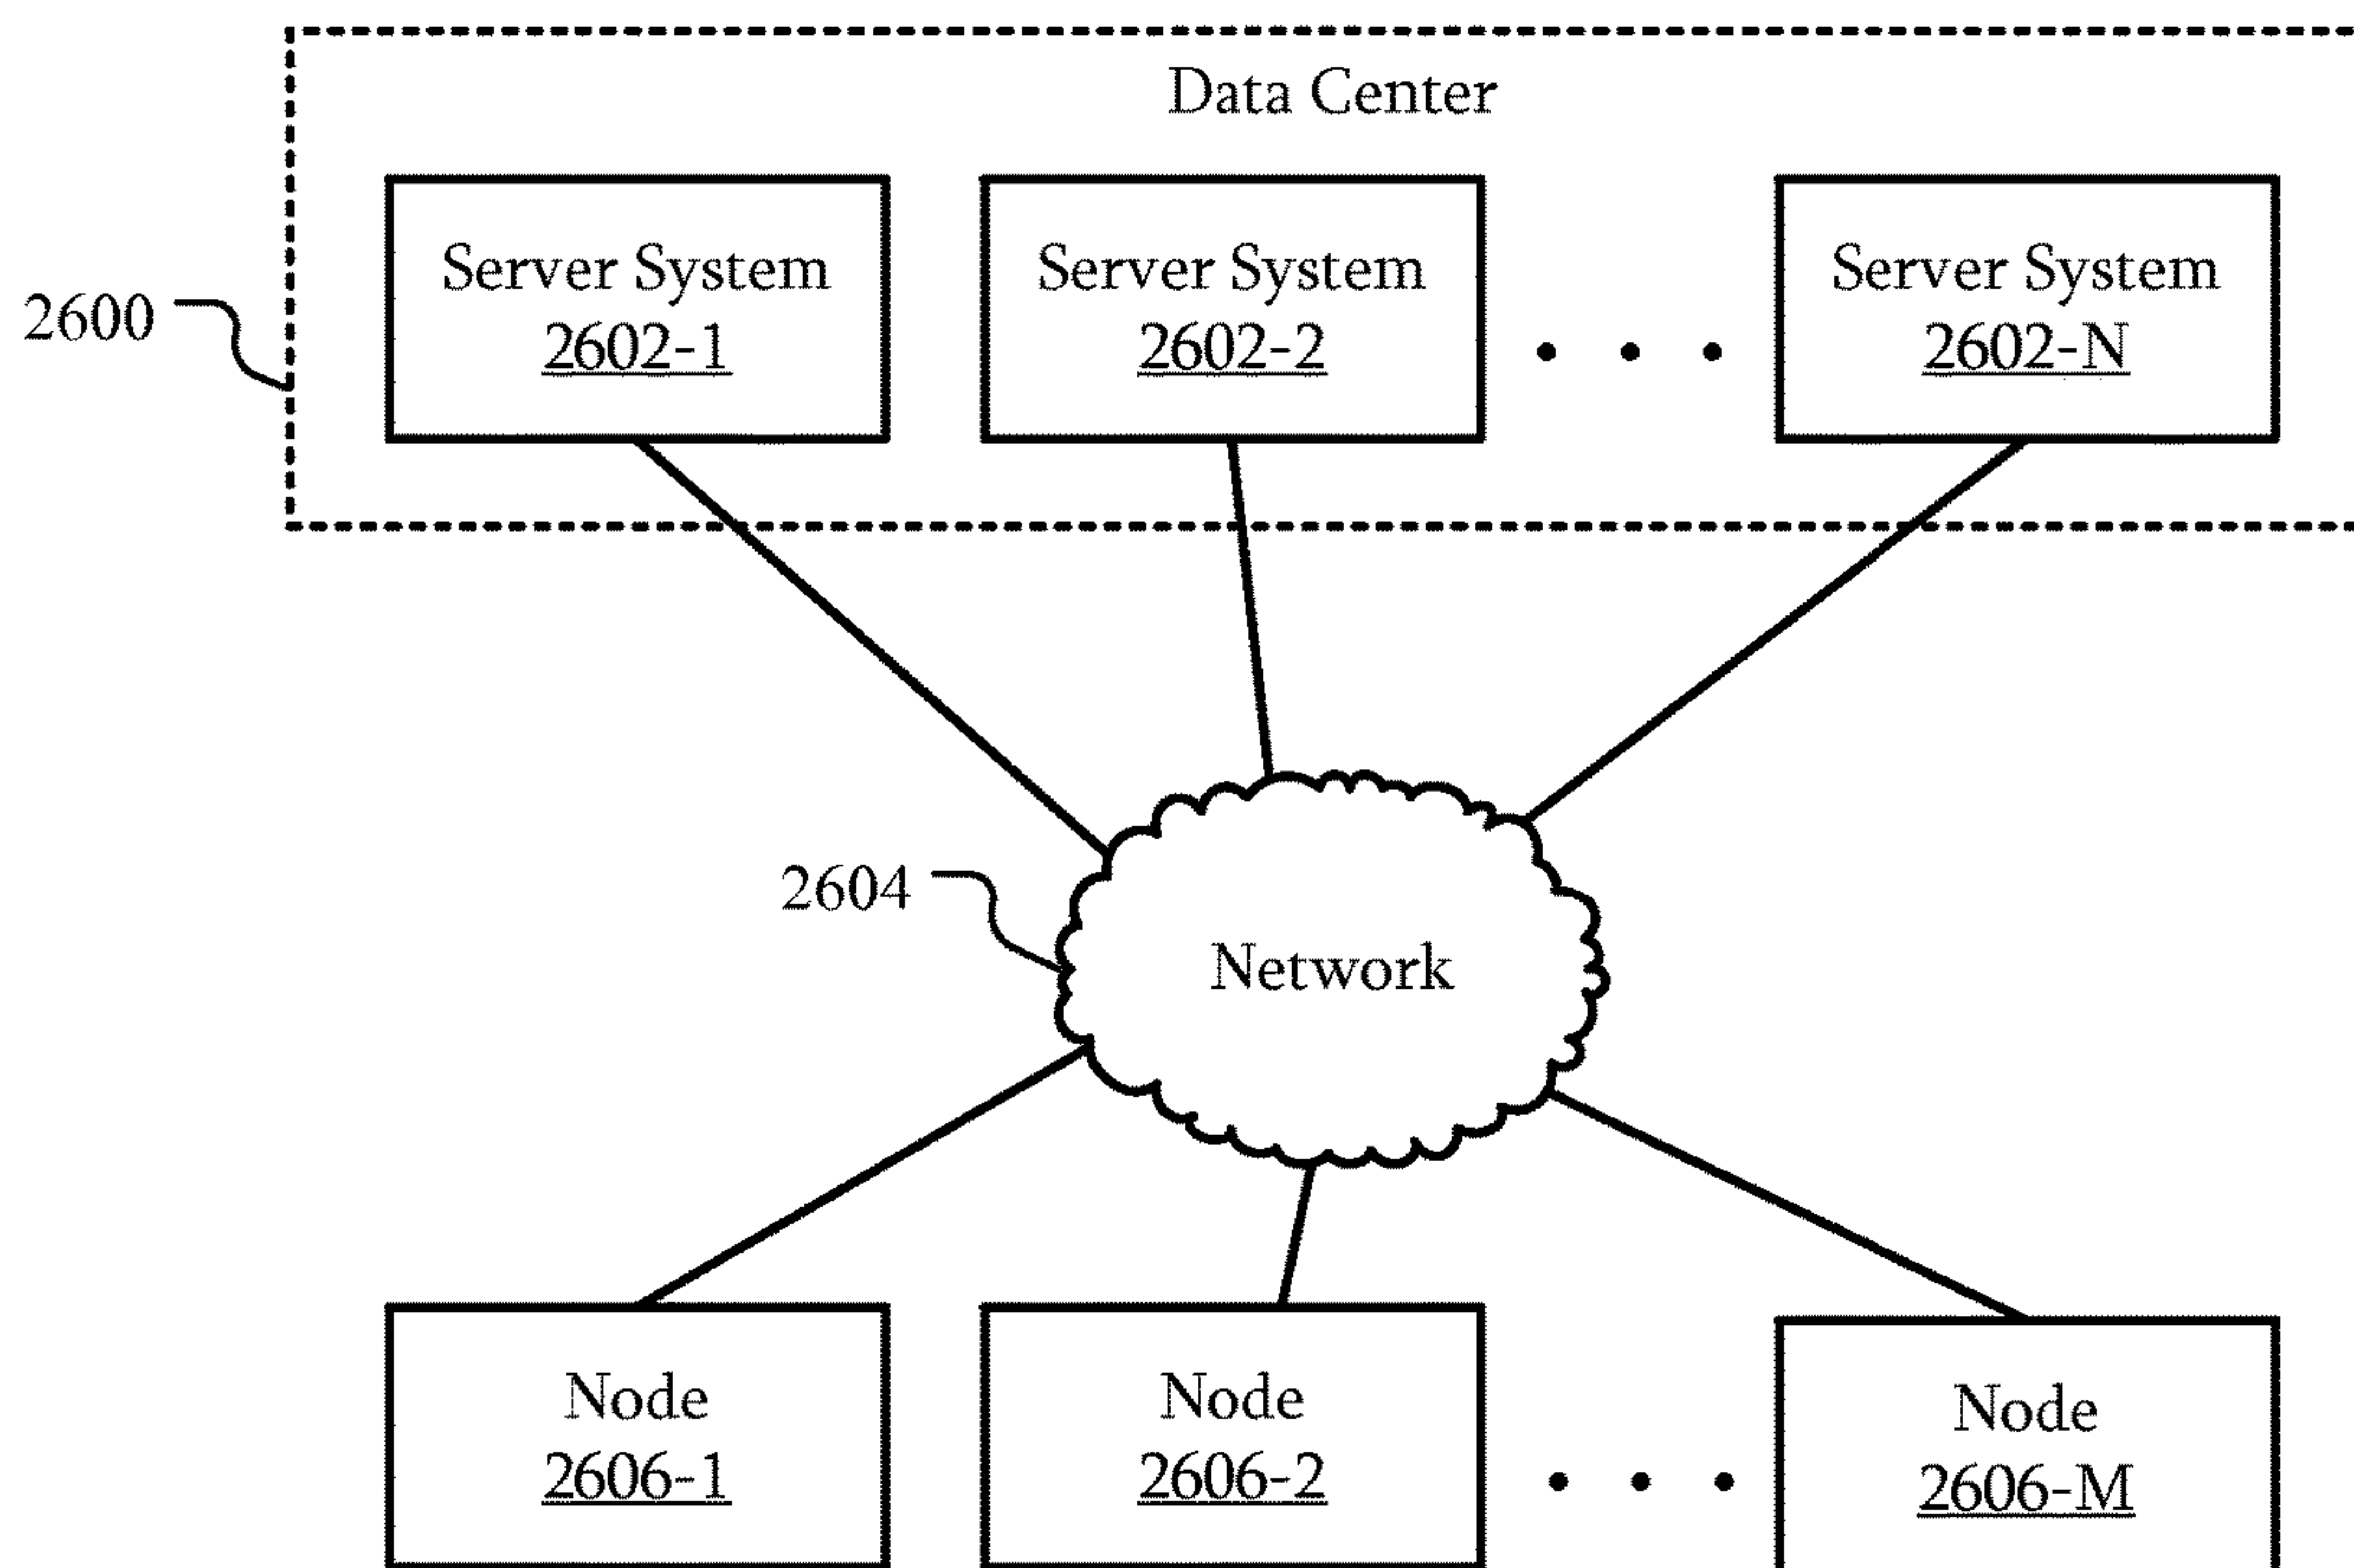 Data Center
Server System
2602-1
Server System
2602-2
Server System
2602-N
2600
2604
Network
Node
2606-1
Node
2606-2
Node
2606-M